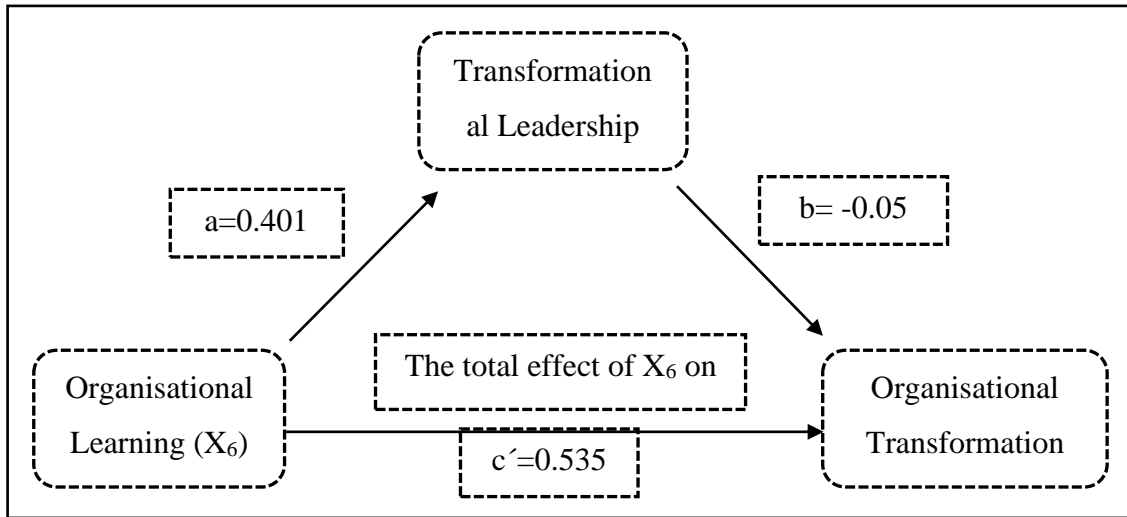 Transformation
al Leadership
a=0.401
b= -0.05
The total effect of X₆ on
Organisational
Learning (X₆)
Organisational
Transformation
c´=0.535